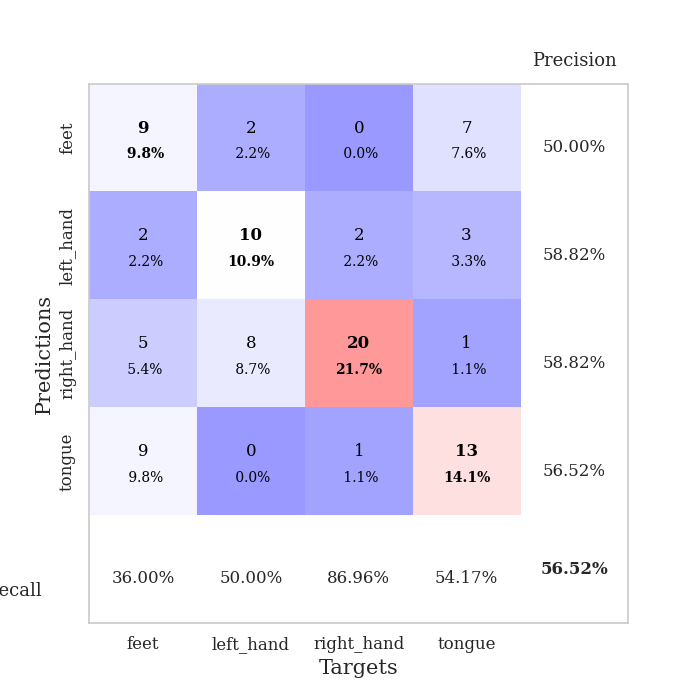 Precision
feet 9 2 0 7 50.00%
9.8% 2.2% 0.0% 7.6%
left_hand 2 10 2 3 58.82%
2.2% 10.9% 2.2% 3.3%
right_hand 5 8 20 1 58.82%
5.4% 8.7% 21.7% 1.1%
tongue 9 0 1 13 56.52%
9.8% 0.0% 1.1% 14.1%
Predictions
ecall 36.00% 50.00% 86.96% 54.17% 56.52%
feet left_hand right_hand tongue
Targets